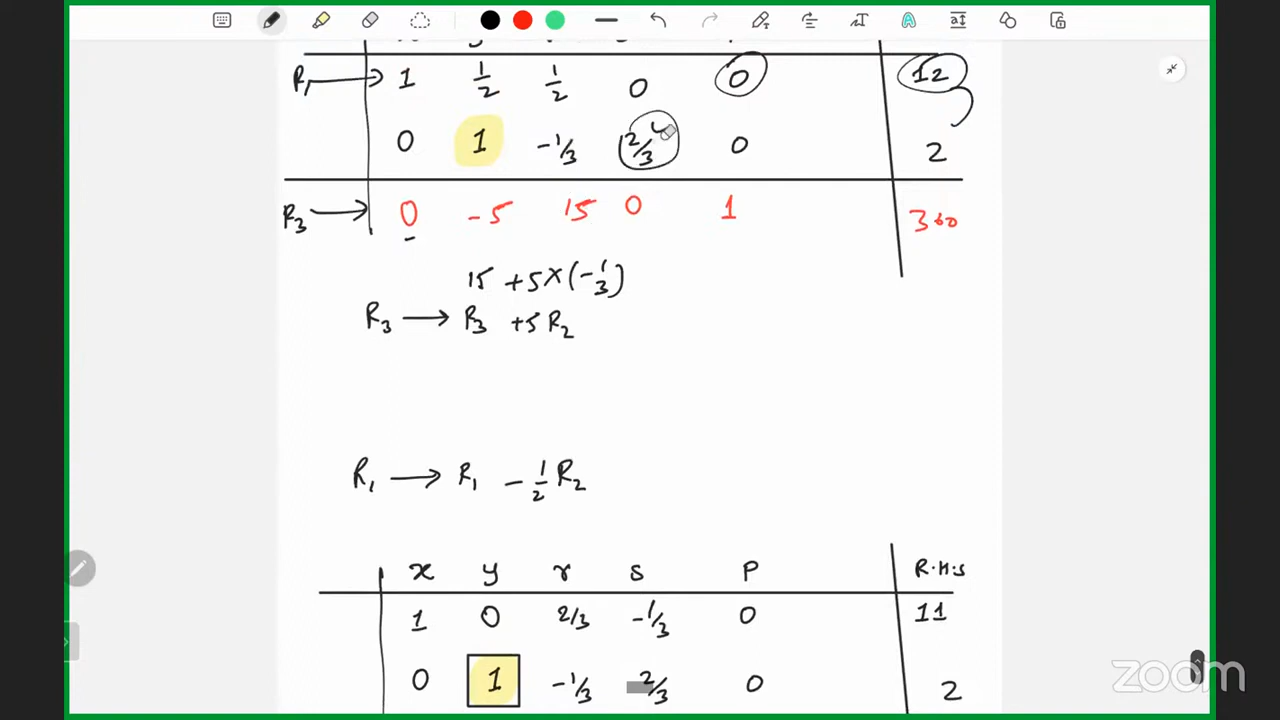 R₁ → 1 1/2 1/2 0 0 12
0 1 -1/3 2/3 0 2
R₃ → 0 -5 15 0 1 360
15 + 5 × (-1/3)
R₃ → R₃ + 5 R₂
R₁ → R₁ - 1/2 R₂
x y r s P R.H.S
1 0 2/3 -1/3 0 11
0 1 -1/3 2/3 0 2
zoom